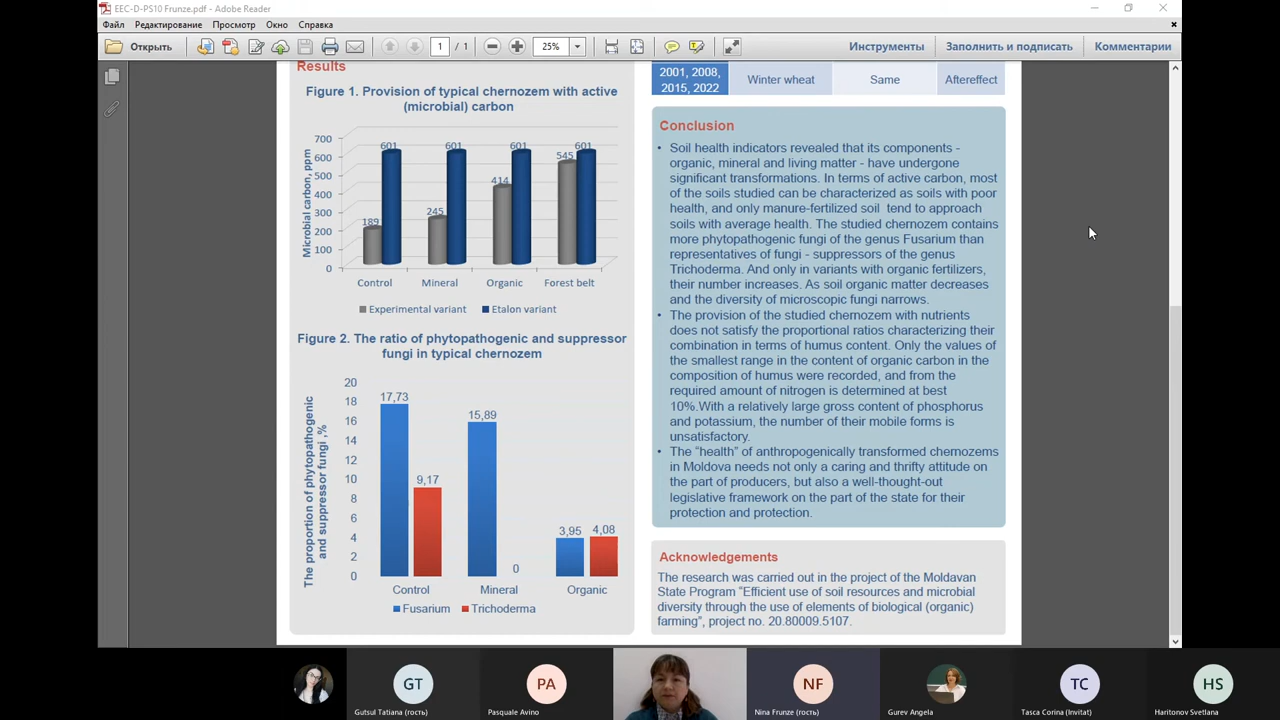 EEC-D-PS10 Frunze.pdf - Adobe Reader
Файл Редактирование Просмотр Окно Справка
Открыть 1 / 1 25% Инструменты Заполнить и подписать Комментарии
Results
Figure 1. Provision of typical chernozem with active
(microbial) carbon
Microbial carbon, ppm
700
600
500
400
300
200
100
0
189 601 245 601 414 601 545 601
Control Mineral Organic Forest belt
Experimental variant Etalon variant
Figure 2. The ratio of phytopathogenic and suppressor
fungi in typical chernozem
The proportion of phytopathogenic
and suppressor fungi ,%
20
18
16
14
12
10
8
6
4
2
0
17,73 9,17 15,89 0 3,95 4,08
Control Mineral Organic
Fusarium Trichoderma
2001, 2008,
2015, 2022
Winter wheat Same Aftereffect
Conclusion
• Soil health indicators revealed that its components -
organic, mineral and living matter - have undergone
significant transformations. In terms of active carbon, most
of the soils studied can be characterized as soils with poor
health, and only manure-fertilized soil tend to approach
soils with average health. The studied chernozem contains
more phytopathogenic fungi of the genus Fusarium than
representatives of fungi - suppressors of the genus
Trichoderma. And only in variants with organic fertilizers,
their number increases. As soil organic matter decreases
and the diversity of microscopic fungi narrows.
• The provision of the studied chernozem with nutrients
does not satisfy the proportional ratios characterizing their
combination in terms of humus content. Only the values of
the smallest range in the content of organic carbon in the
composition of humus were recorded, and from the
required amount of nitrogen is determined at best
10%.With a relatively large gross content of phosphorus
and potassium, the number of their mobile forms is
unsatisfactory.
• The “health” of anthropogenically transformed chemozems
in Moldova needs not only a caring and thrifty attitude on
the part of producers, but also a well-thought-out
legislative framework on the part of the state for their
protection and protection.
Acknowledgements
The research was carried out in the project of the Moldavan
State Program “Efficient use of soil resources and microbial
diversity through the use of elements of biological (organic)
farming”, project no. 20.80009.5107.
GT PA NF TC HS
Gutsul Tatiana (гость) Pasquale Avino Nina Frunze (гость) Gurev Angela Tasca Corina (Invitat) Haritonov Svetlana